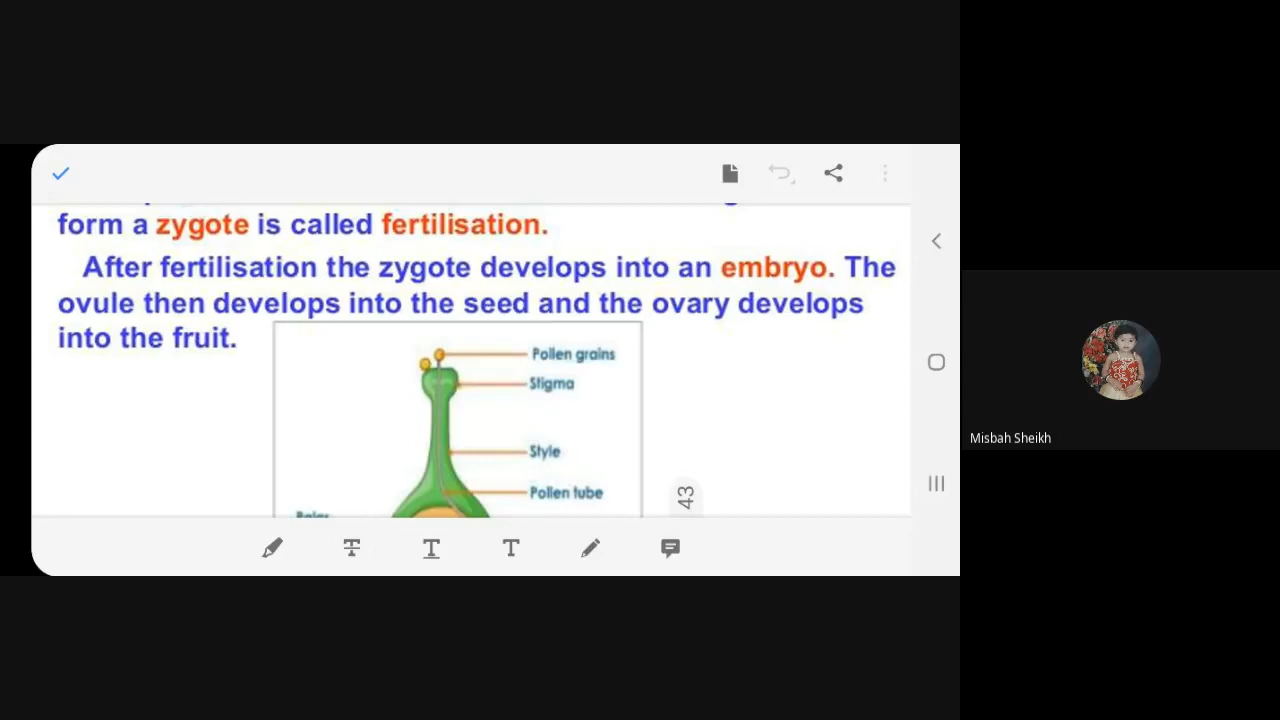 form a zygote is called fertilisation.
After fertilisation the zygote develops into an embryo. The
ovule then develops into the seed and the ovary develops
into the fruit.
Pollen grains
Stigma
Style
Pollen tube
43
Misbah Sheikh